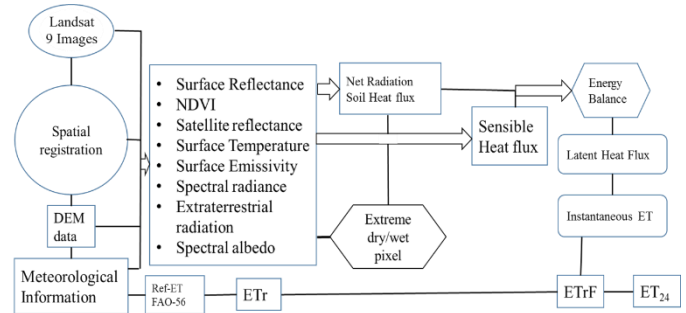 Landsat
9 Images
Spatial
registration
DEM
data
Meteorological
Information
• Surface Reflectance
• NDVI
• Satellite reflectance
• Surface Temperature
• Surface Emissivity
• Spectral radiance
• Extraterrestrial
radiation
• Spectral albedo
Net Radiation
Soil Heat flux
Extreme
dry/wet
pixel
Sensible
Heat flux
Energy
Balance
Latent Heat Flux
Instantaneous ET
Ref-ET
FAO-56
ETr
ETrF
ET24